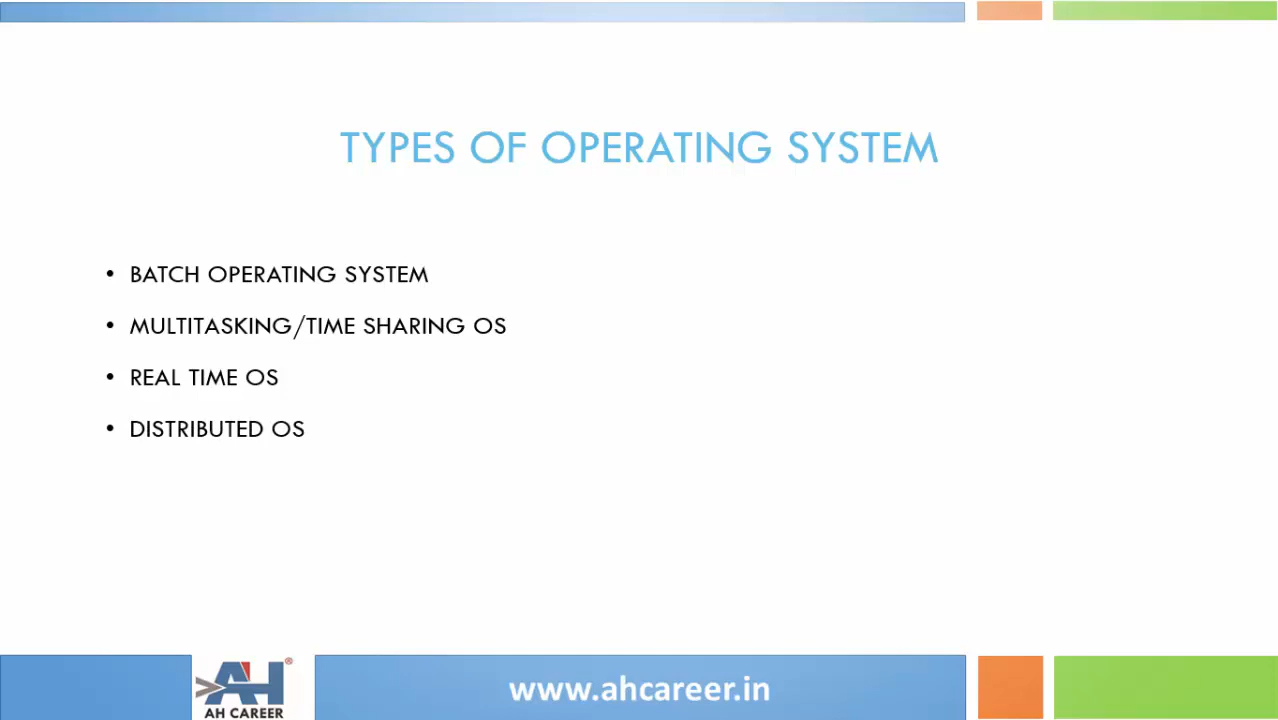 TYPES OF OPERATING SYSTEM
• BATCH OPERATING SYSTEM
• MULTITASKING/TIME SHARING OS
• REAL TIME OS
• DISTRIBUTED OS
AH®
AH CAREER
www.ahcareer.in